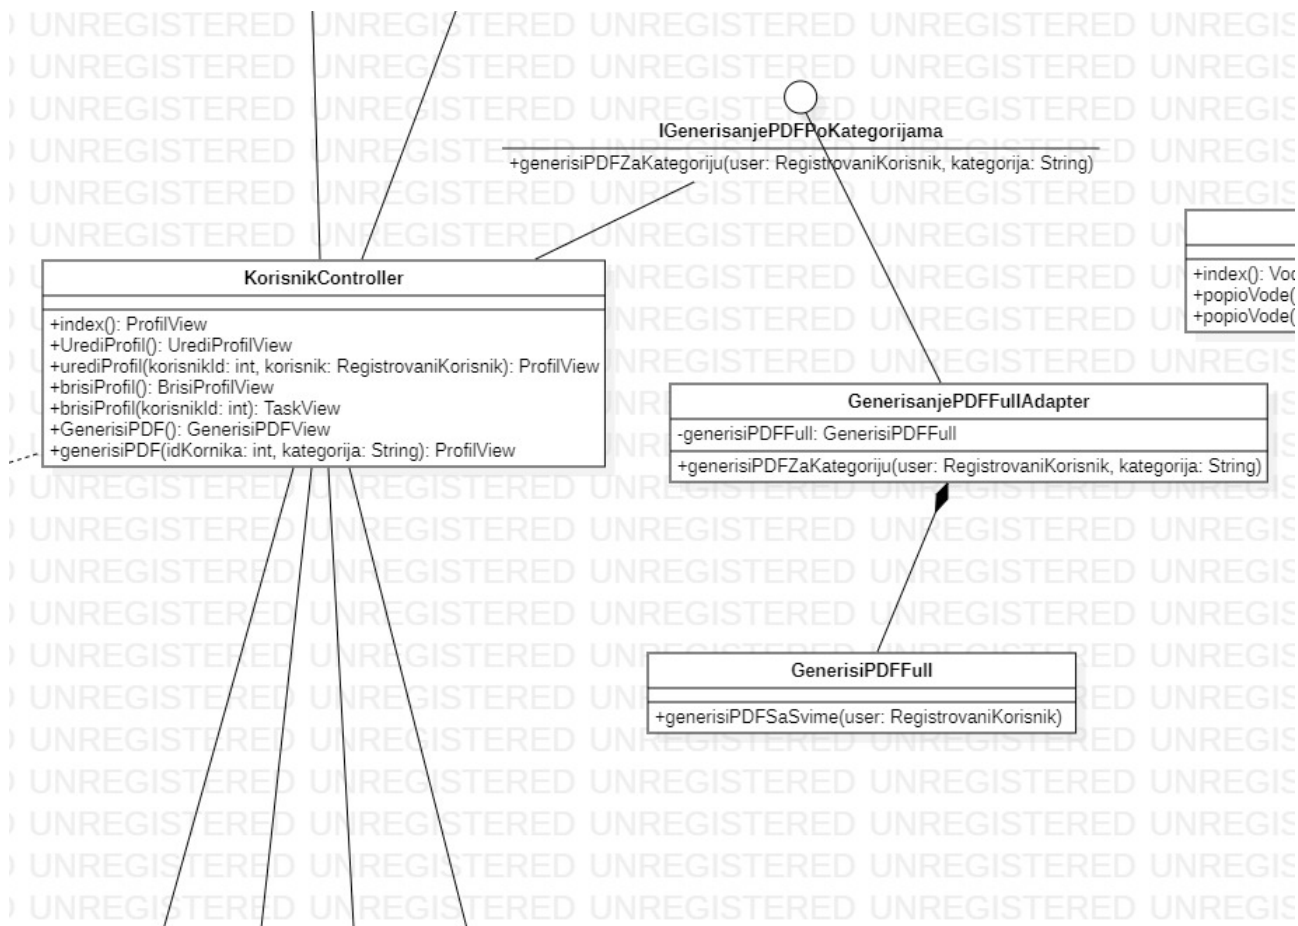 IGenerisanjePDFPoKategorijama
+generisiPDFZaKategoriju(user: RegistrovaniKorisnik, kategorija: String)
KorisnikController
+index(): ProfilView
+UrediProfil(): UrediProfilView
+urediProfil(korisnikId: int, korisnik: RegistrovaniKorisnik): ProfilView
+brisiProfil(): BrisiProfilView
+brisiProfil(korisnikId: int): TaskView
+GenerisiPDF(): GenerisiPDFView
+generisiPDF(idKornika: int, kategorija: String): ProfilView
+index(): 
+popioVode(
+popioVode(
GenerisanjePDFFullAdapter
-generisiPDFFull: GenerisiPDFFull
+generisiPDFZaKategoriju(user: RegistrovaniKorisnik, kategorija: String)
GenerisiPDFFull
+generisiPDFSaSvime(user: RegistrovaniKorisnik)